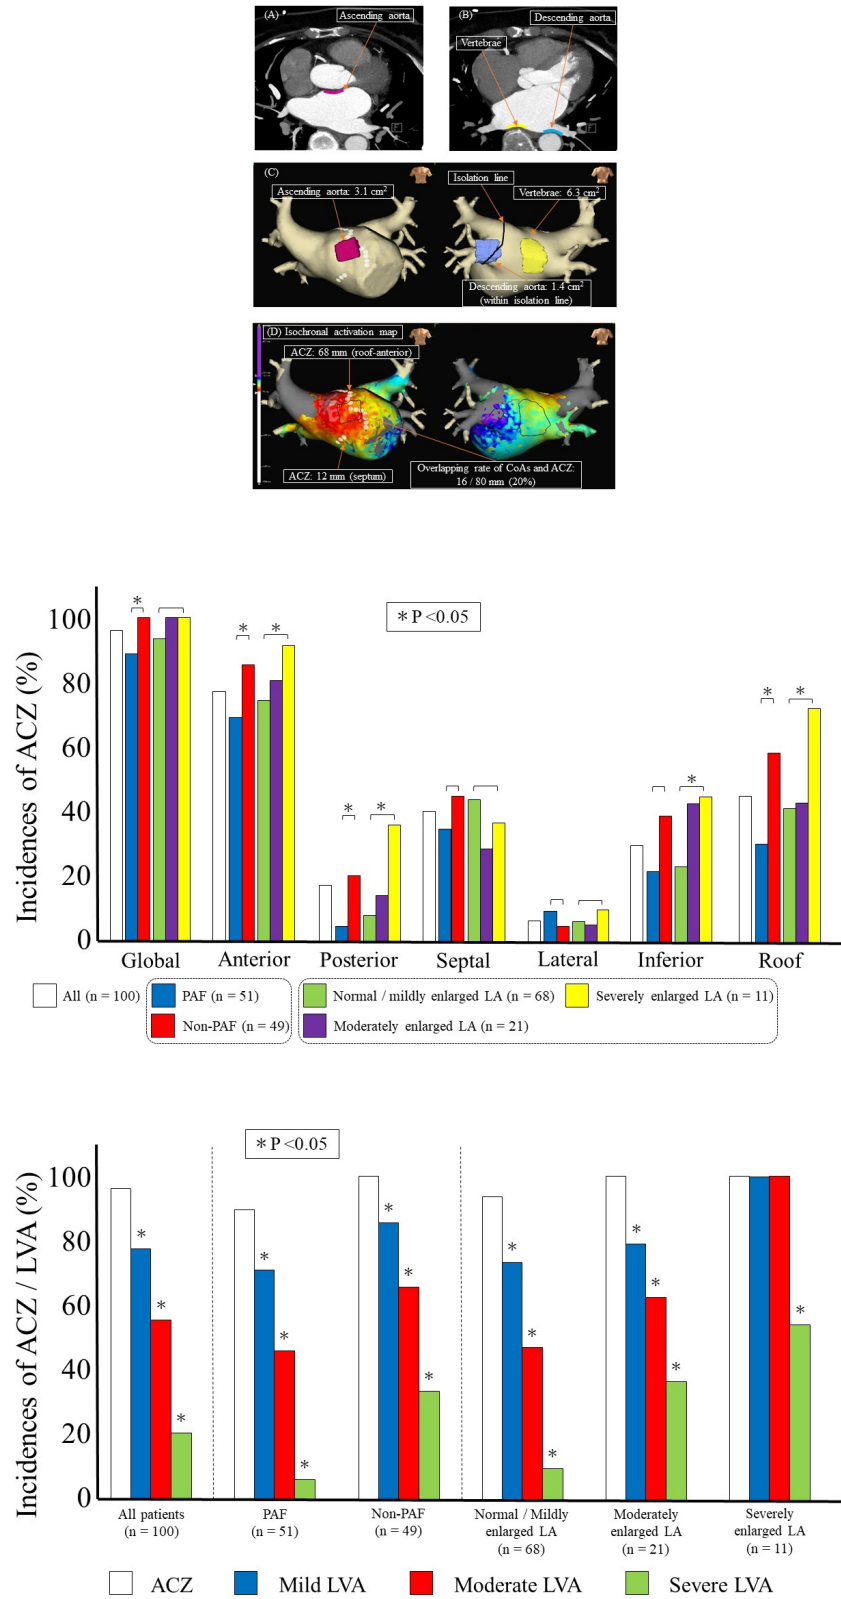 (A)
Ascending aorta
(B)
Descending aorta
Vertebrae
F
F
(C)
Ascending aorta: 3.1 cm²
Isolation line
Vertebrae: 6.3 cm²
Descending aorta: 1.4 cm²
(within isolation line)
(D) Isochronal activation map
ACZ: 68 mm (roof-anterior)
ACZ: 12 mm (septum)
Overlapping rate of CoAs and ACZ:
16 / 80 mm (20%)
Incidences of ACZ (%)
100
80
60
40
20
0
* P <0.05
* * * * * * * *
Global Anterior Posterior Septal Lateral Inferior Roof
All (n = 100)
PAF (n = 51)
Non-PAF (n = 49)
Normal / mildly enlarged LA (n = 68)
Moderately enlarged LA (n = 21)
Severely enlarged LA (n = 11)
Incidences of ACZ / LVA (%)
100
80
60
40
20
0
* P <0.05
* * * * * * * * * * * * * * * *
All patients
(n = 100)
PAF
(n = 51)
Non-PAF
(n = 49)
Normal / Mildly
enlarged LA
(n = 68)
Moderately
enlarged LA
(n = 21)
Severely
enlarged LA
(n = 11)
ACZ Mild LVA Moderate LVA Severe LVA